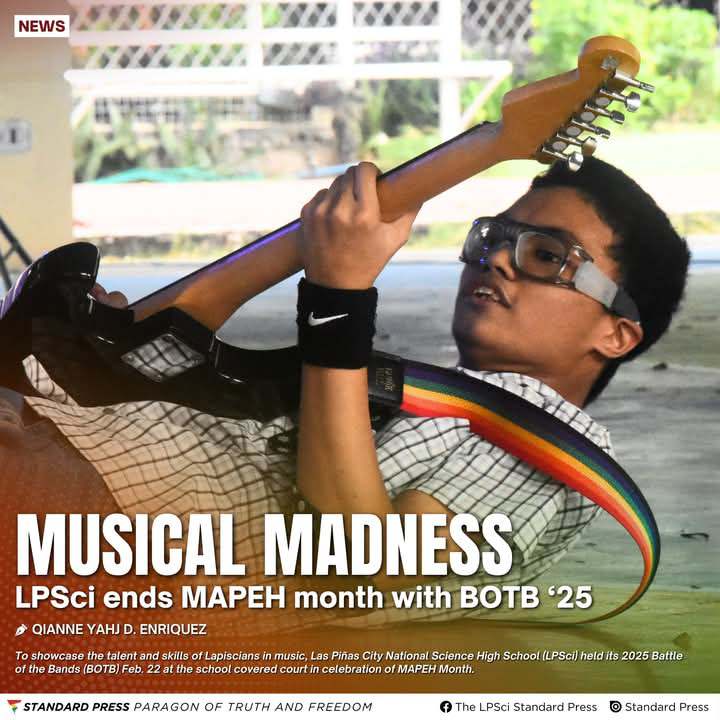 NEWS
MUSICAL MADNESS
LPSci ends MAPEH month with BOTB ‘25
QIANNE YAHJ D. ENRIQUEZ
To showcase the talent and skills of Lapiscians in music, Las Piñas City National Science High School (LPSci) held its 2025 Battle
of the Bands (BOTB) Feb. 22 at the school covered court in celebration of MAPEH Month.
STANDARD PRESS PARAGON OF TRUTH AND FREEDOM
The LPSci Standard Press
Standard Press